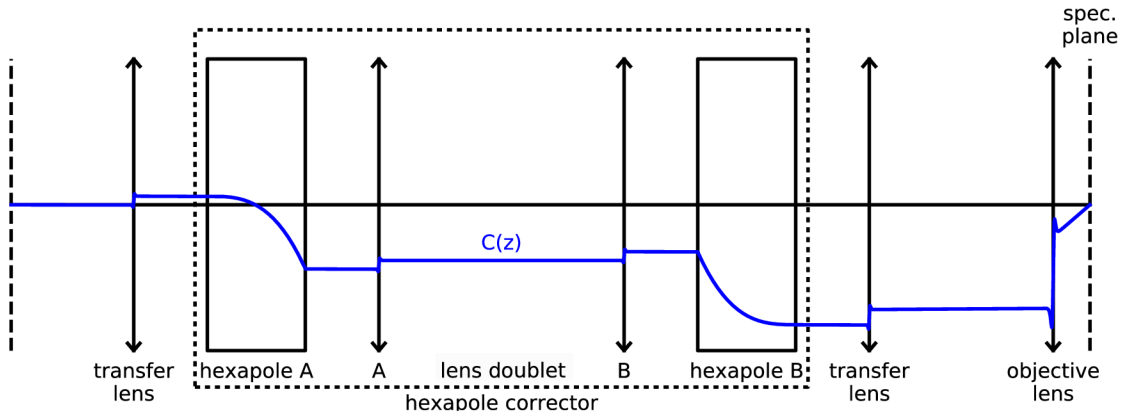 spec.
plane
C(z)
transfer
lens
hexapole A
A
lens doublet
B
hexapole B
transfer
lens
objective
lens
hexapole corrector